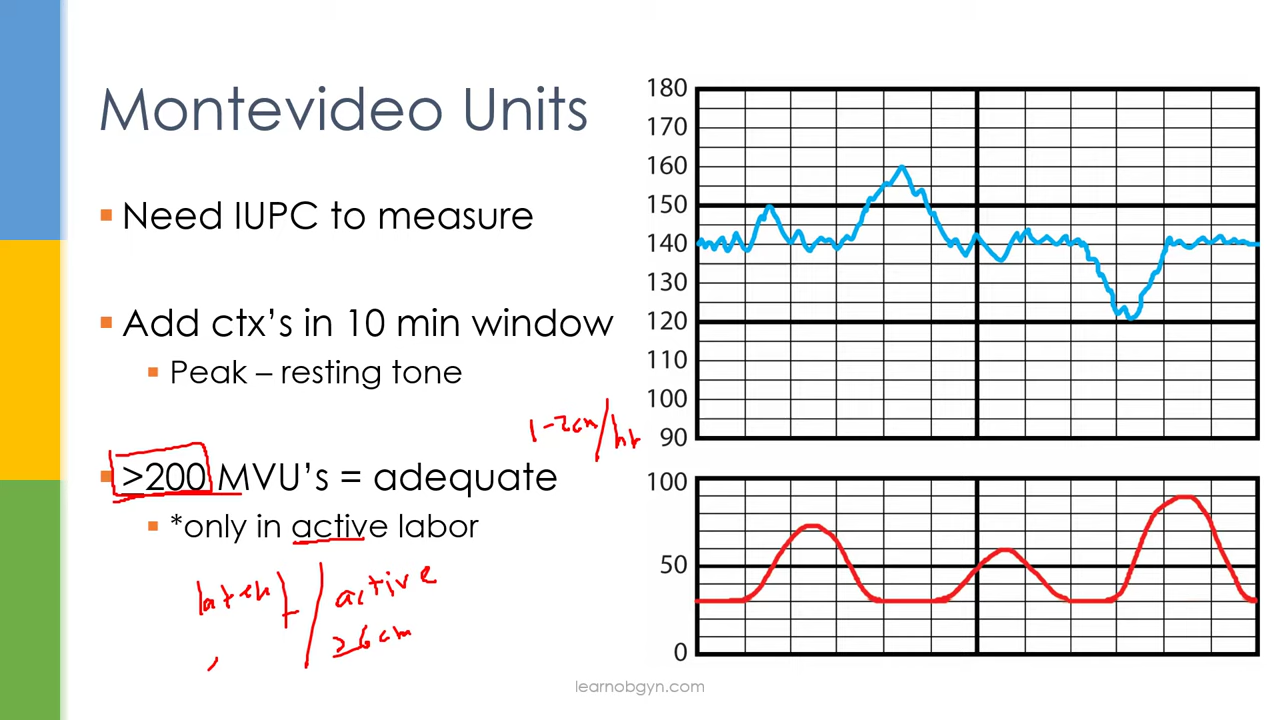 Montevideo Units
Need IUPC to measure
Add ctx's in 10 min window
Peak – resting tone
1-2cm/hr
>200 MVU's = adequate
*only in active labor
latent / active
≥6cm
180
170
160
150
140
130
120
110
100
90
100
50
0
learnobgyn.com